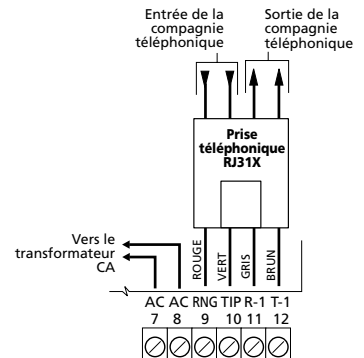 Entrée de la
compagnie
téléphonique
Sortie de la
compagnie
téléphonique
Prise
téléphonique
RJ31X
Vers le
transformateur
CA
ROUGE
VERT
GRIS
BRUN
AC AC RNG TIP R-1 T-1
7 8 9 10 11 12